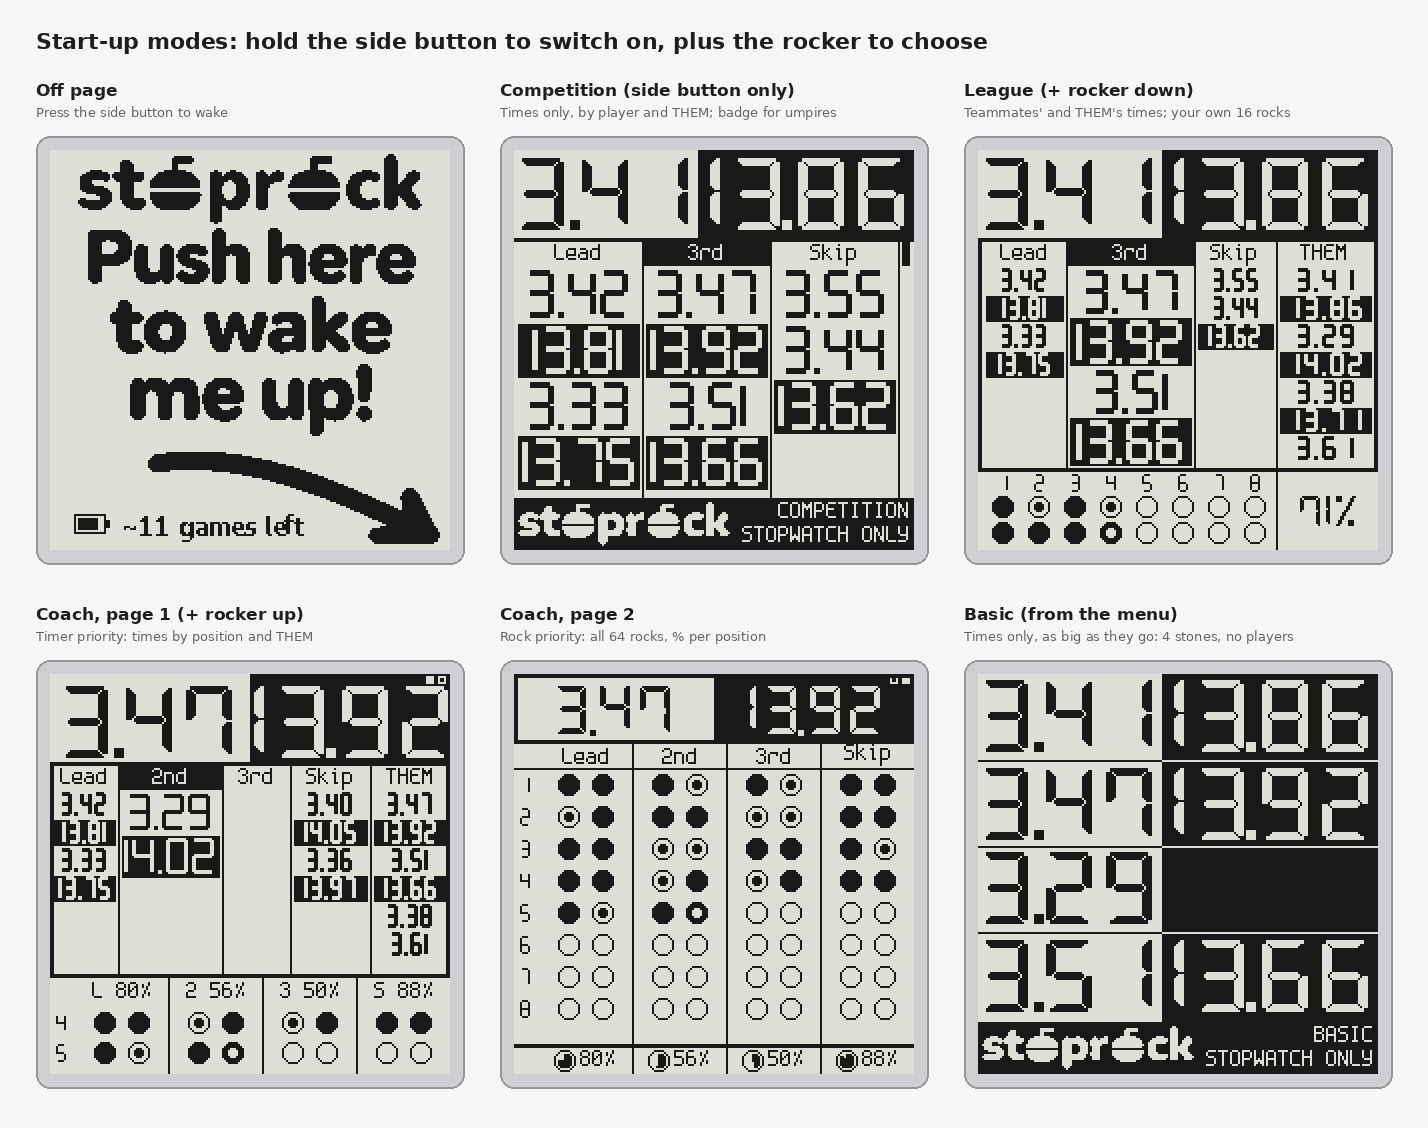 Start-up modes: hold the side button to switch on, plus the rocker to choose
Off page
Press the side button to wake
stoprock
Push here
to wake
me up!
~11 games left
Competition (side button only)
Times only, by player and THEM; badge for umpires
3.41 13.86
Lead 3rd Skip
3.42 3.47 3.55
13.81 13.92 3.44
3.33 3.51 13.62
13.75 13.66
stoprock COMPETITION
STOPWATCH ONLY
League (+ rocker down)
Teammates' and THEM's times; your own 16 rocks
3.41 13.86
Lead 3rd Skip THEM
3.42 3.47 3.55 3.41
13.81 13.92 3.44 13.86
3.33 3.51 13.62 3.29
13.75 13.66 14.02
3.38
13.71
3.61
1 2 3 4 5 6 7 8
71%
Coach, page 1 (+ rocker up)
Timer priority: times by position and THEM
3.47 13.92
Lead 2nd 3rd Skip THEM
3.42 3.29 3.40 3.47
13.81 14.02 14.05 13.92
3.33 3.36 3.51
13.75 13.97 13.66
3.38
3.61
L 80% 2 56% 3 50% S 88%
4
5
Coach, page 2
Rock priority: all 64 rocks, % per position
3.47 13.92
Lead 2nd 3rd Skip
1
2
3
4
5
6
7
8
80% 56% 50% 88%
Basic (from the menu)
Times only, as big as they go: 4 stones, no players
3.41 13.86
3.47 13.92
3.29
3.51 13.66
stoprock BASIC
STOPWATCH ONLY